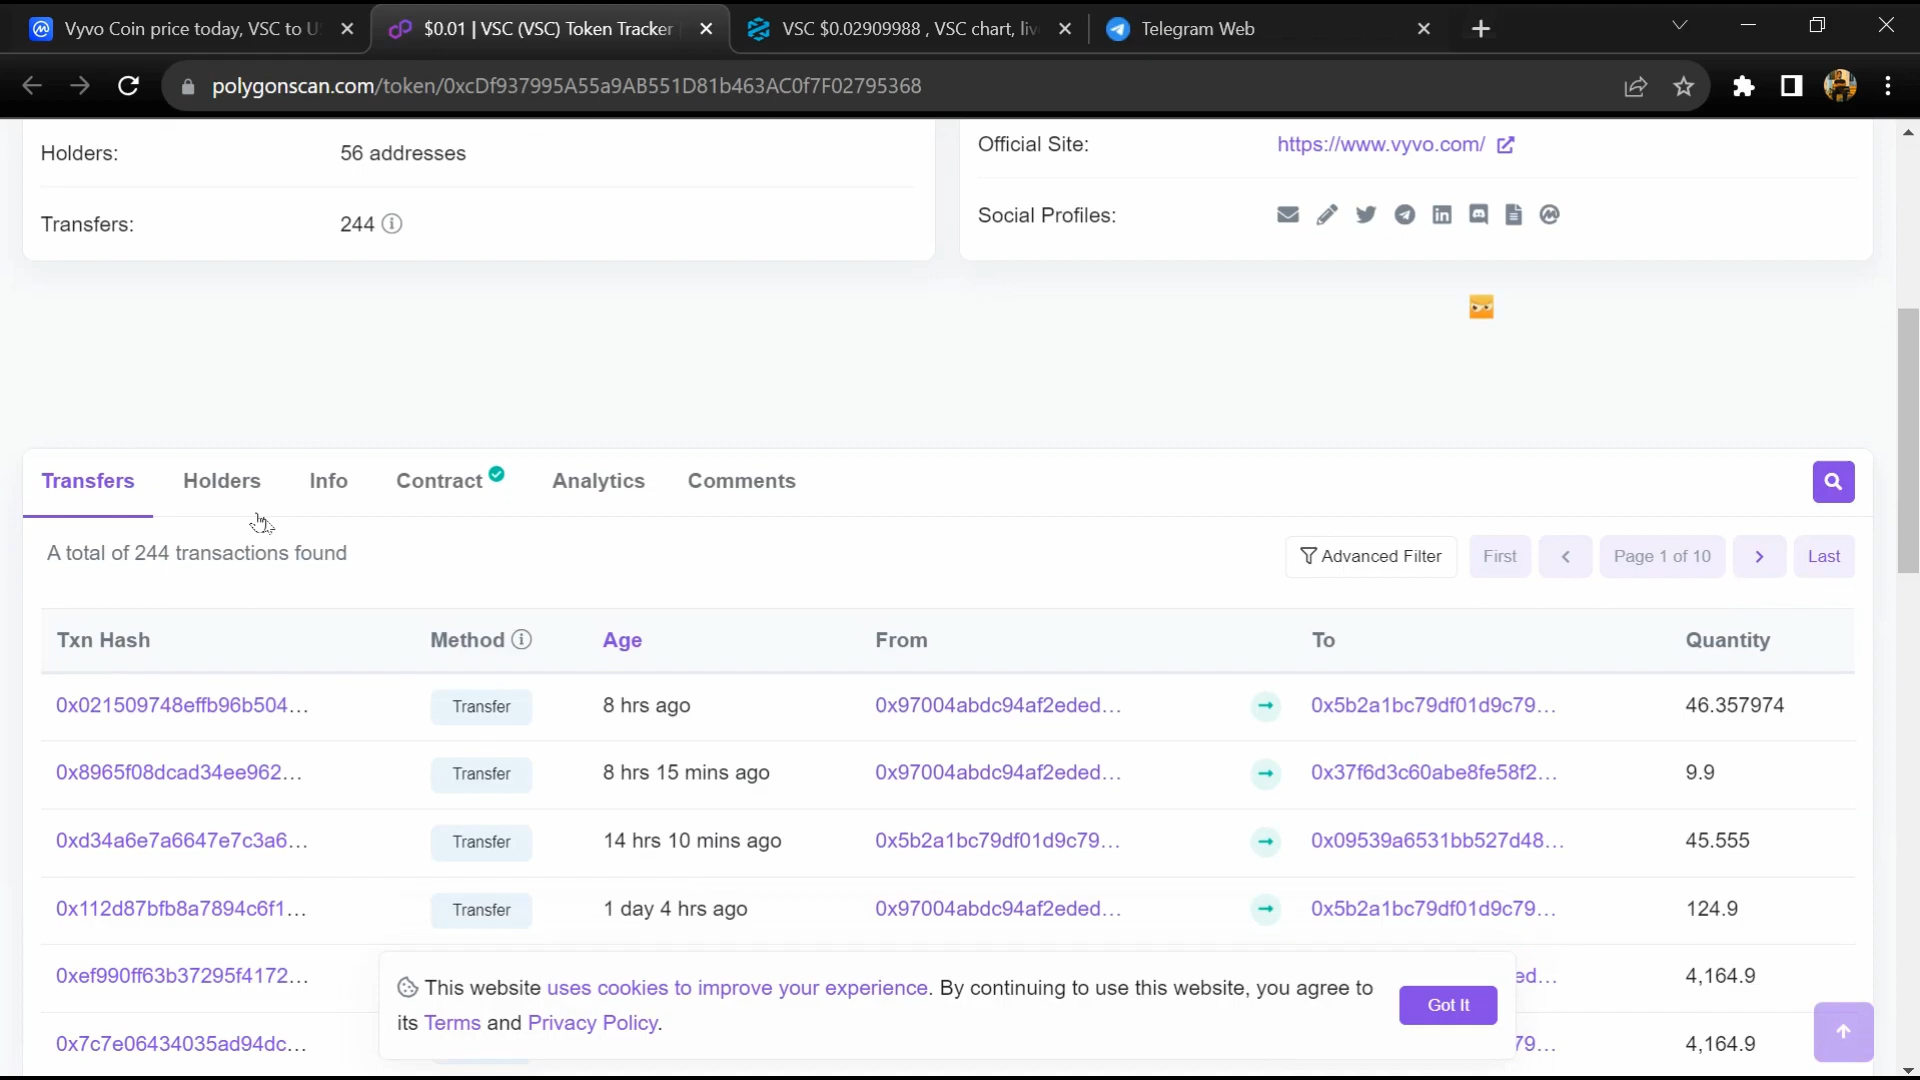 Vyvo Coin price today, VSC to U
$0.01 | VSC (VSC) Token Tracker
VSC $0.02909988 , VSC chart, liv
Telegram Web
polygonscan.com/token/0xcDf937995A55a9AB551D81b463AC0f7F02795368
Holders:
56 addresses
Transfers:
244
Official Site:
https://www.vyvo.com/
Social Profiles:
Transfers
Holders
Info
Contract
Analytics
Comments
A total of 244 transactions found
Advanced Filter
First
Page 1 of 10
Last
Txn Hash
Method
Age
From
To
Quantity
0x021509748effb96b504...
Transfer
8 hrs ago
0x97004abdc94af2eded...
0x5b2a1bc79df01d9c79...
46.357974
0x8965f08dcad34ee962...
Transfer
8 hrs 15 mins ago
0x97004abdc94af2eded...
0x37f6d3c60abe8fe58f2...
9.9
0xd34a6e7a6647e7c3a6...
Transfer
14 hrs 10 mins ago
0x5b2a1bc79df01d9c79...
0x09539a6531bb527d48...
45.555
0x112d87bfb8a7894c6f1...
Transfer
1 day 4 hrs ago
0x97004abdc94af2eded...
0x5b2a1bc79df01d9c79...
124.9
0xef990ff63b37295f4172...
ed...
4,164.9
0x7c7e06434035ad94dc...
79...
4,164.9
This website uses cookies to improve your experience. By continuing to use this website, you agree to
its Terms and Privacy Policy.
Got It